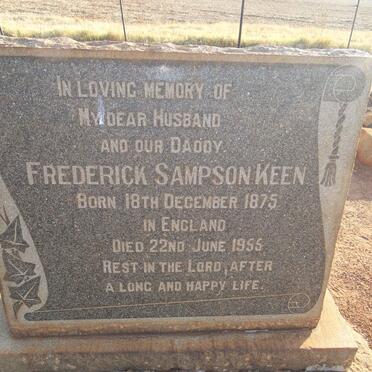 IN LOVING MEMORY OF
MY DEAR HUSBAND
AND OUR DADDY.
FREDERICK SAMPSON KEEN
BORN 18TH DECEMBER 1875
IN ENGLAND
DIED 22ND JUNE 1955
REST IN THE LORD, AFTER
A LONG AND HAPPY LIFE.